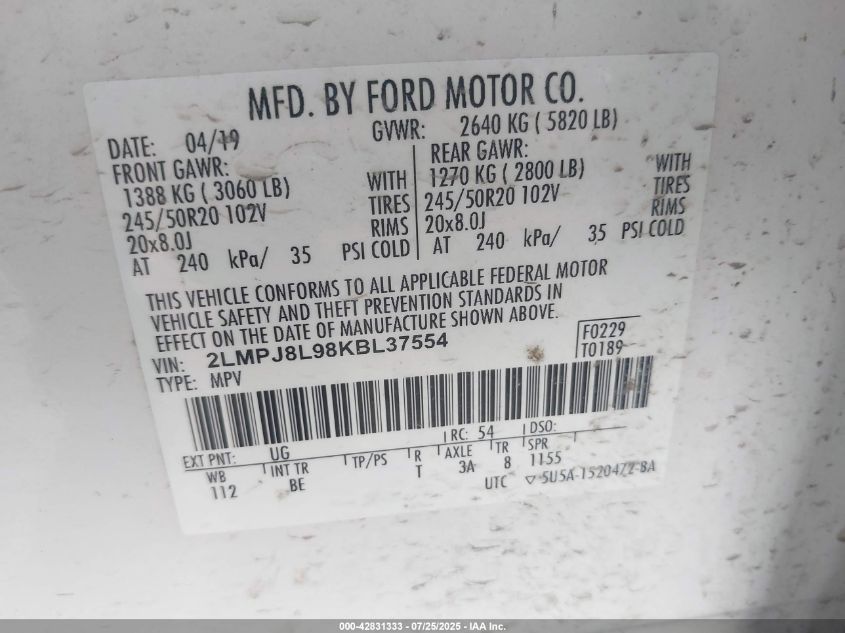 MFD. BY FORD MOTOR CO.
DATE: 04/19 GVWR: 2640 KG ( 5820 LB)
FRONT GAWR: REAR GAWR:
1388 KG ( 3060 LB) WITH 1270 KG ( 2800 LB) WITH
245/50R20 102V TIRES 245/50R20 102V TIRES
20x8.0J RIMS 20x8.0J RIMS
AT 240 kPa/ 35 PSI COLD AT 240 kPa/ 35 PSI COLD
THIS VEHICLE CONFORMS TO ALL APPLICABLE FEDERAL MOTOR
VEHICLE SAFETY AND THEFT PREVENTION STANDARDS IN
EFFECT ON THE DATE OF MANUFACTURE SHOWN ABOVE.
VIN: 2LMPJ8L98KBL37554 F0229
TYPE: MPV T0189
EXT PNT: UG RC: 54 DSO:
WB INT TR TP/PS R AXLE TR SPR
112 BE T 3A 8 1155
UTC ▽ 5U5A-1520472-BA
000-42831333 - 07/25/2025 - IAA Inc.